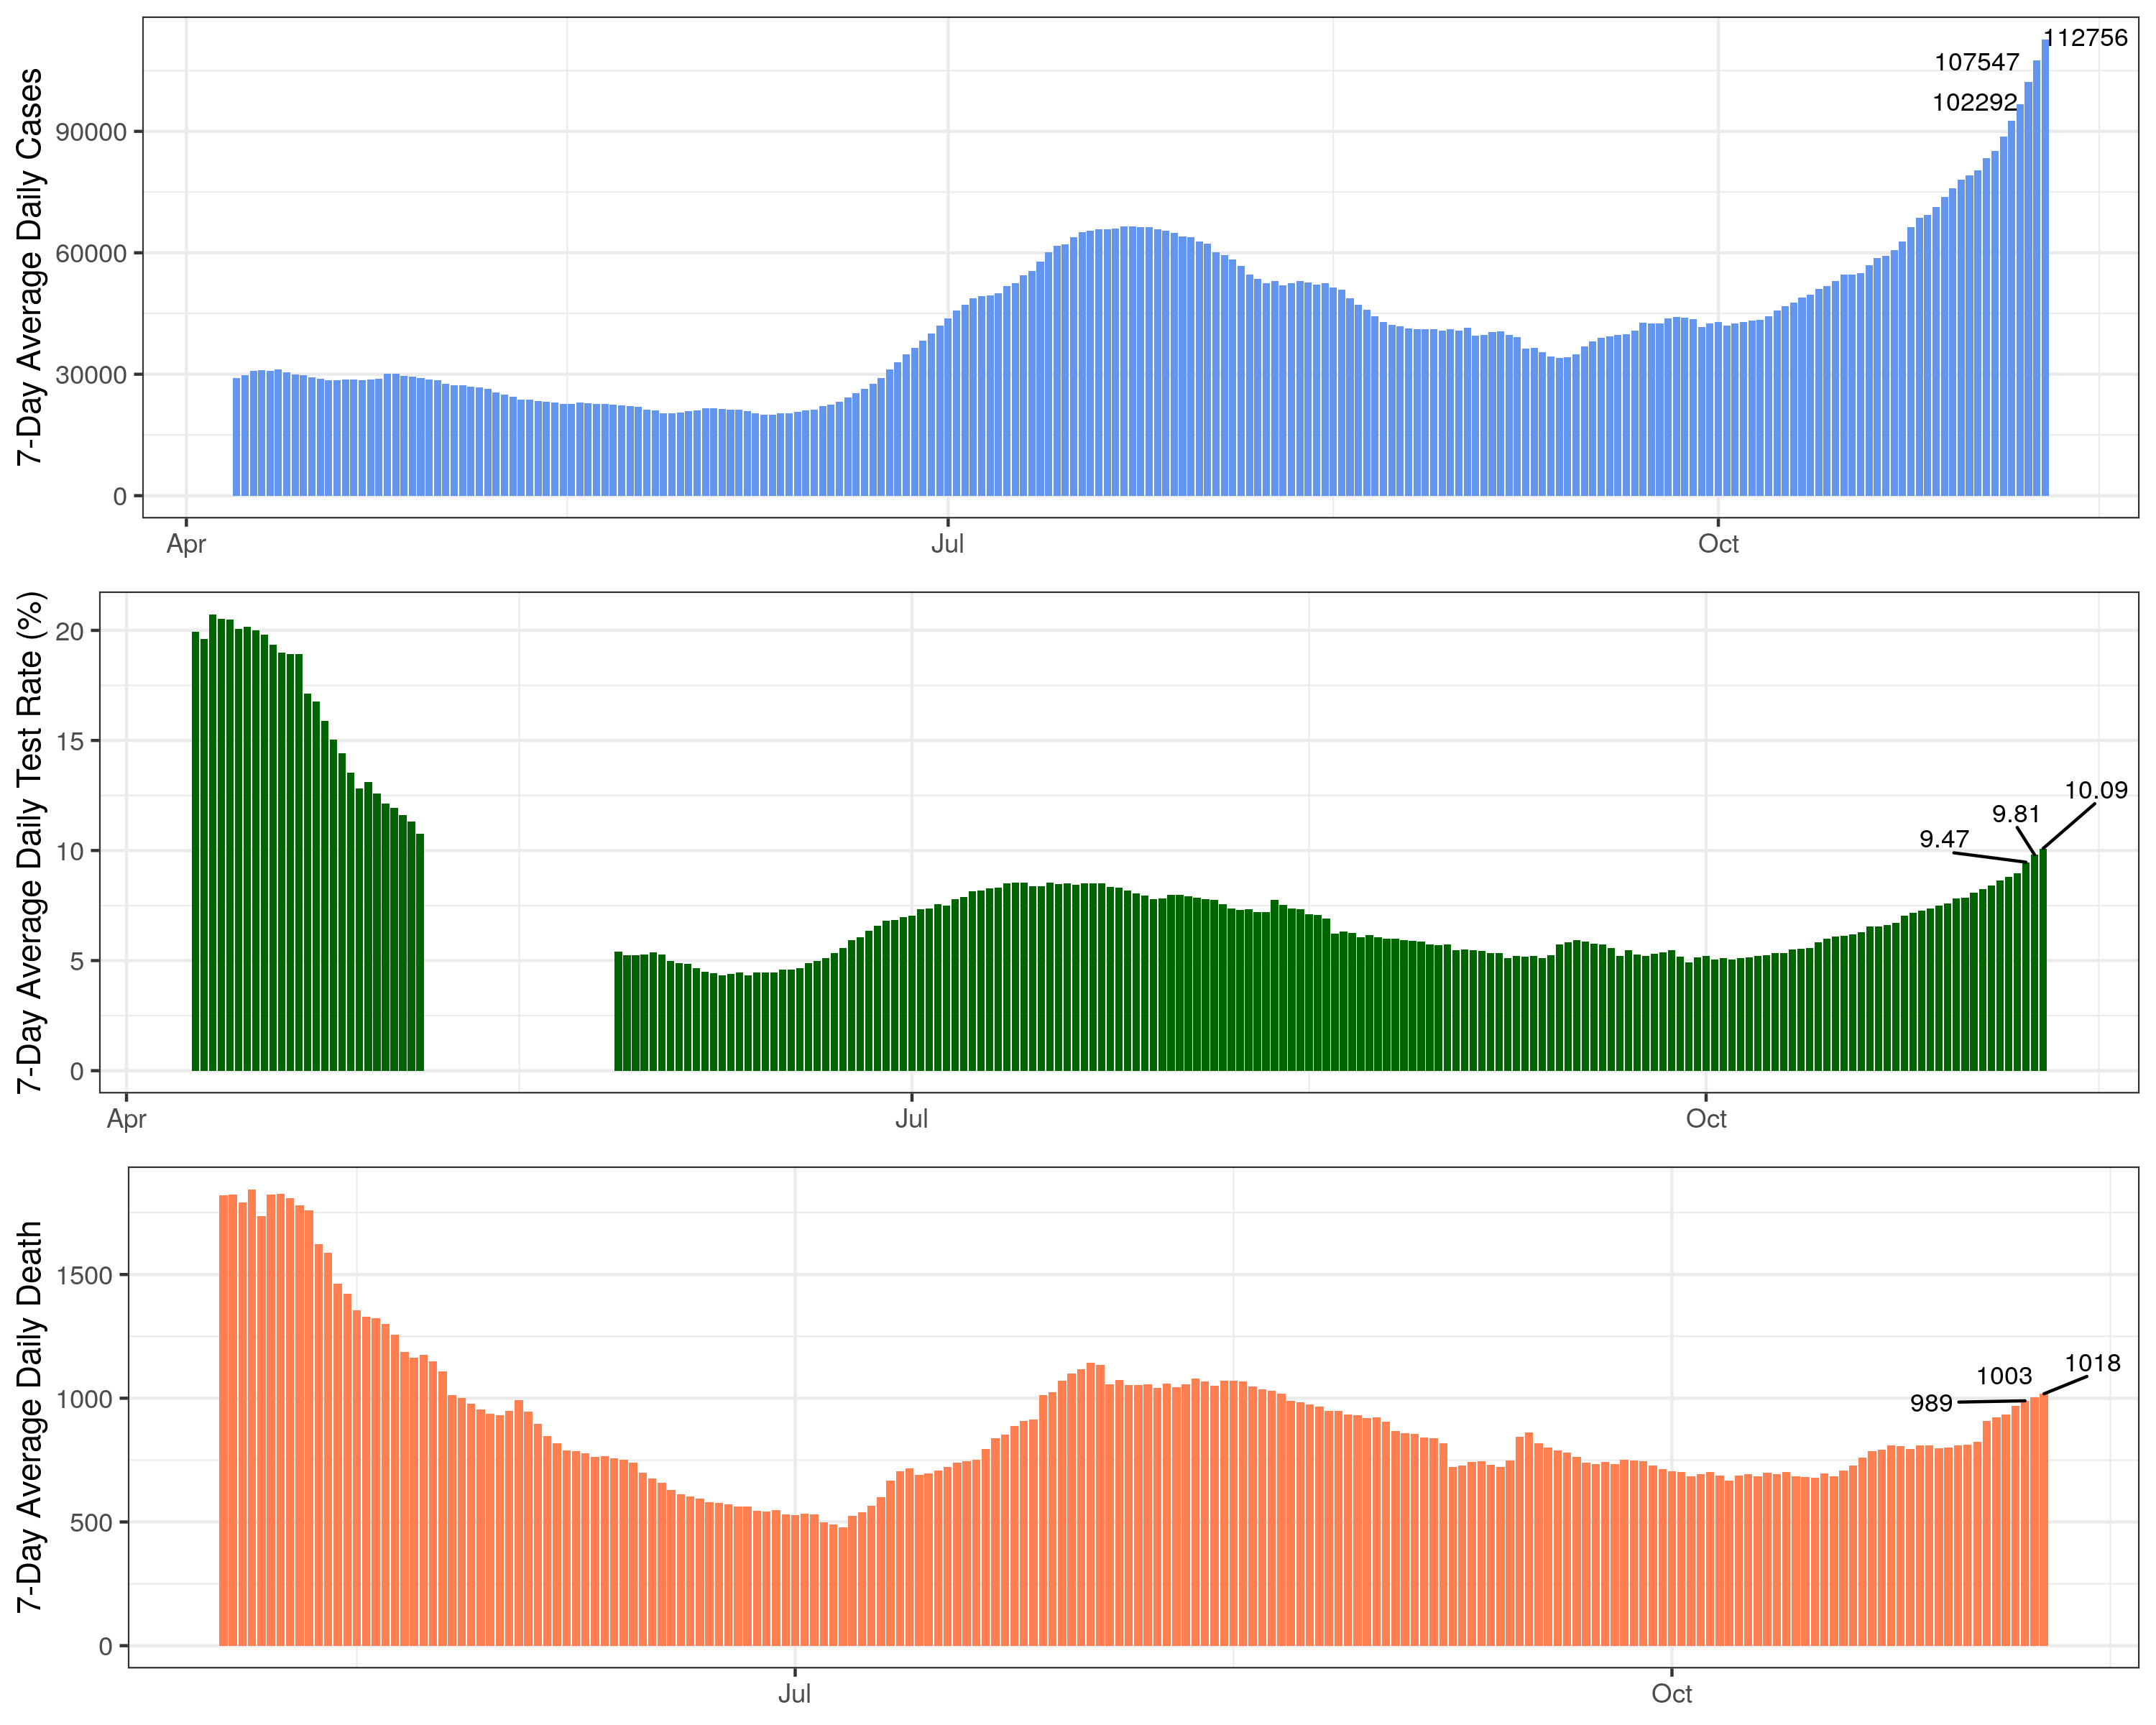 7-Day Average Daily Cases
112756
107547
102292
90000
60000
30000
0
Apr
Jul
Oct
7-Day Average Daily Test Rate (%)
20
15
10
5
0
10.09
9.81
9.47
Apr
Jul
Oct
7-Day Average Daily Death
1500
1000
500
0
1018
1003
989
Jul
Oct